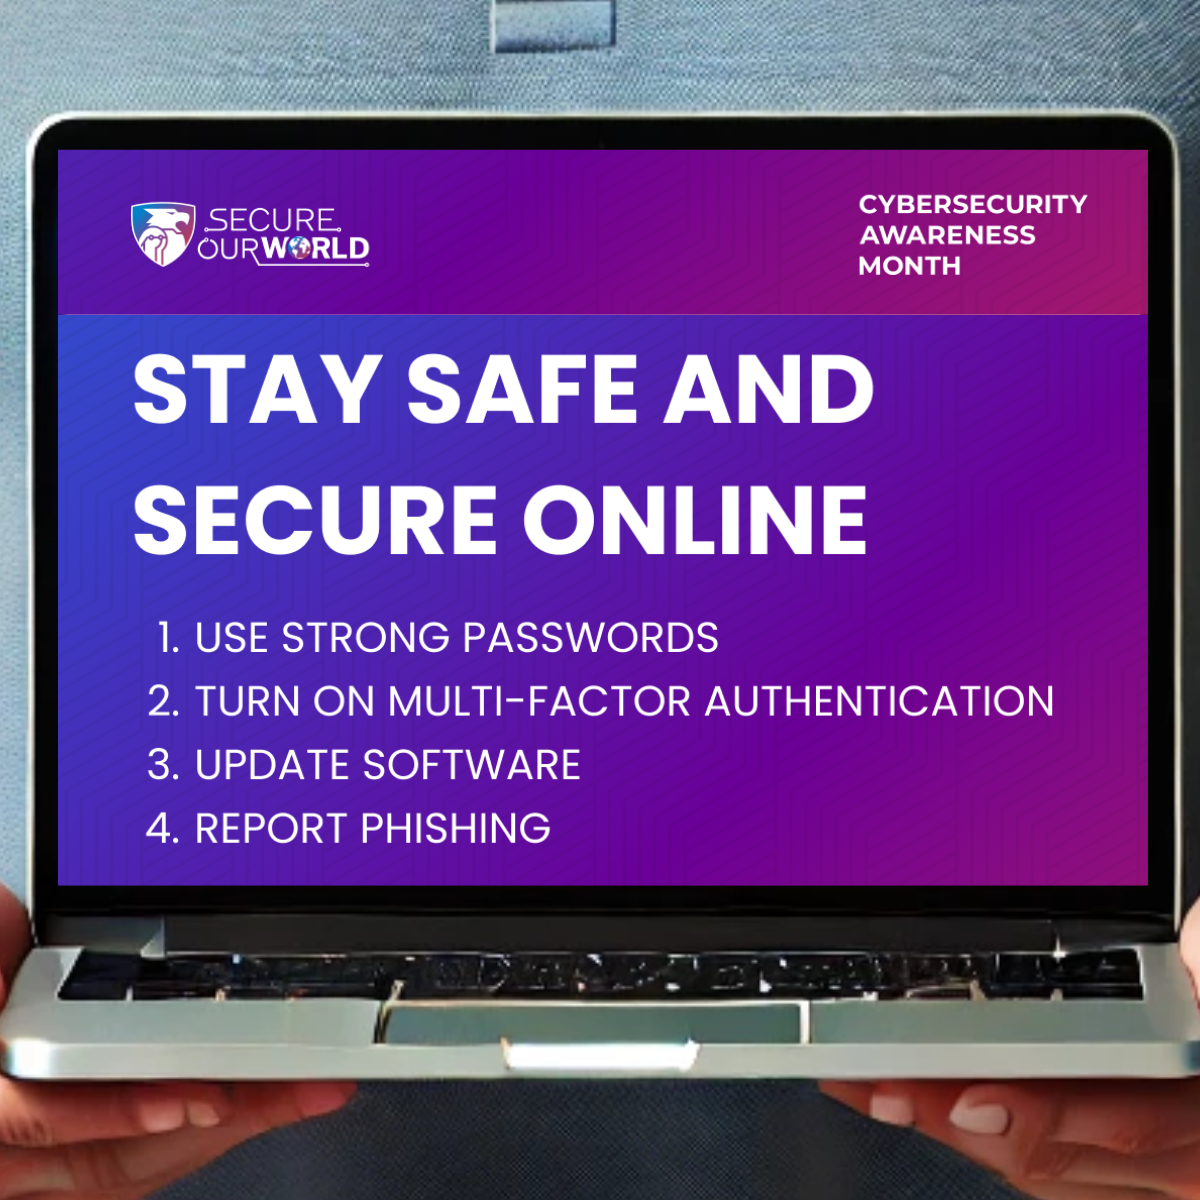 SECURE
OUR WORLD
CYBERSECURITY
AWARENESS
MONTH
STAY SAFE AND
SECURE ONLINE
1. USE STRONG PASSWORDS
2. TURN ON MULTI-FACTOR AUTHENTICATION
3. UPDATE SOFTWARE
4. REPORT PHISHING